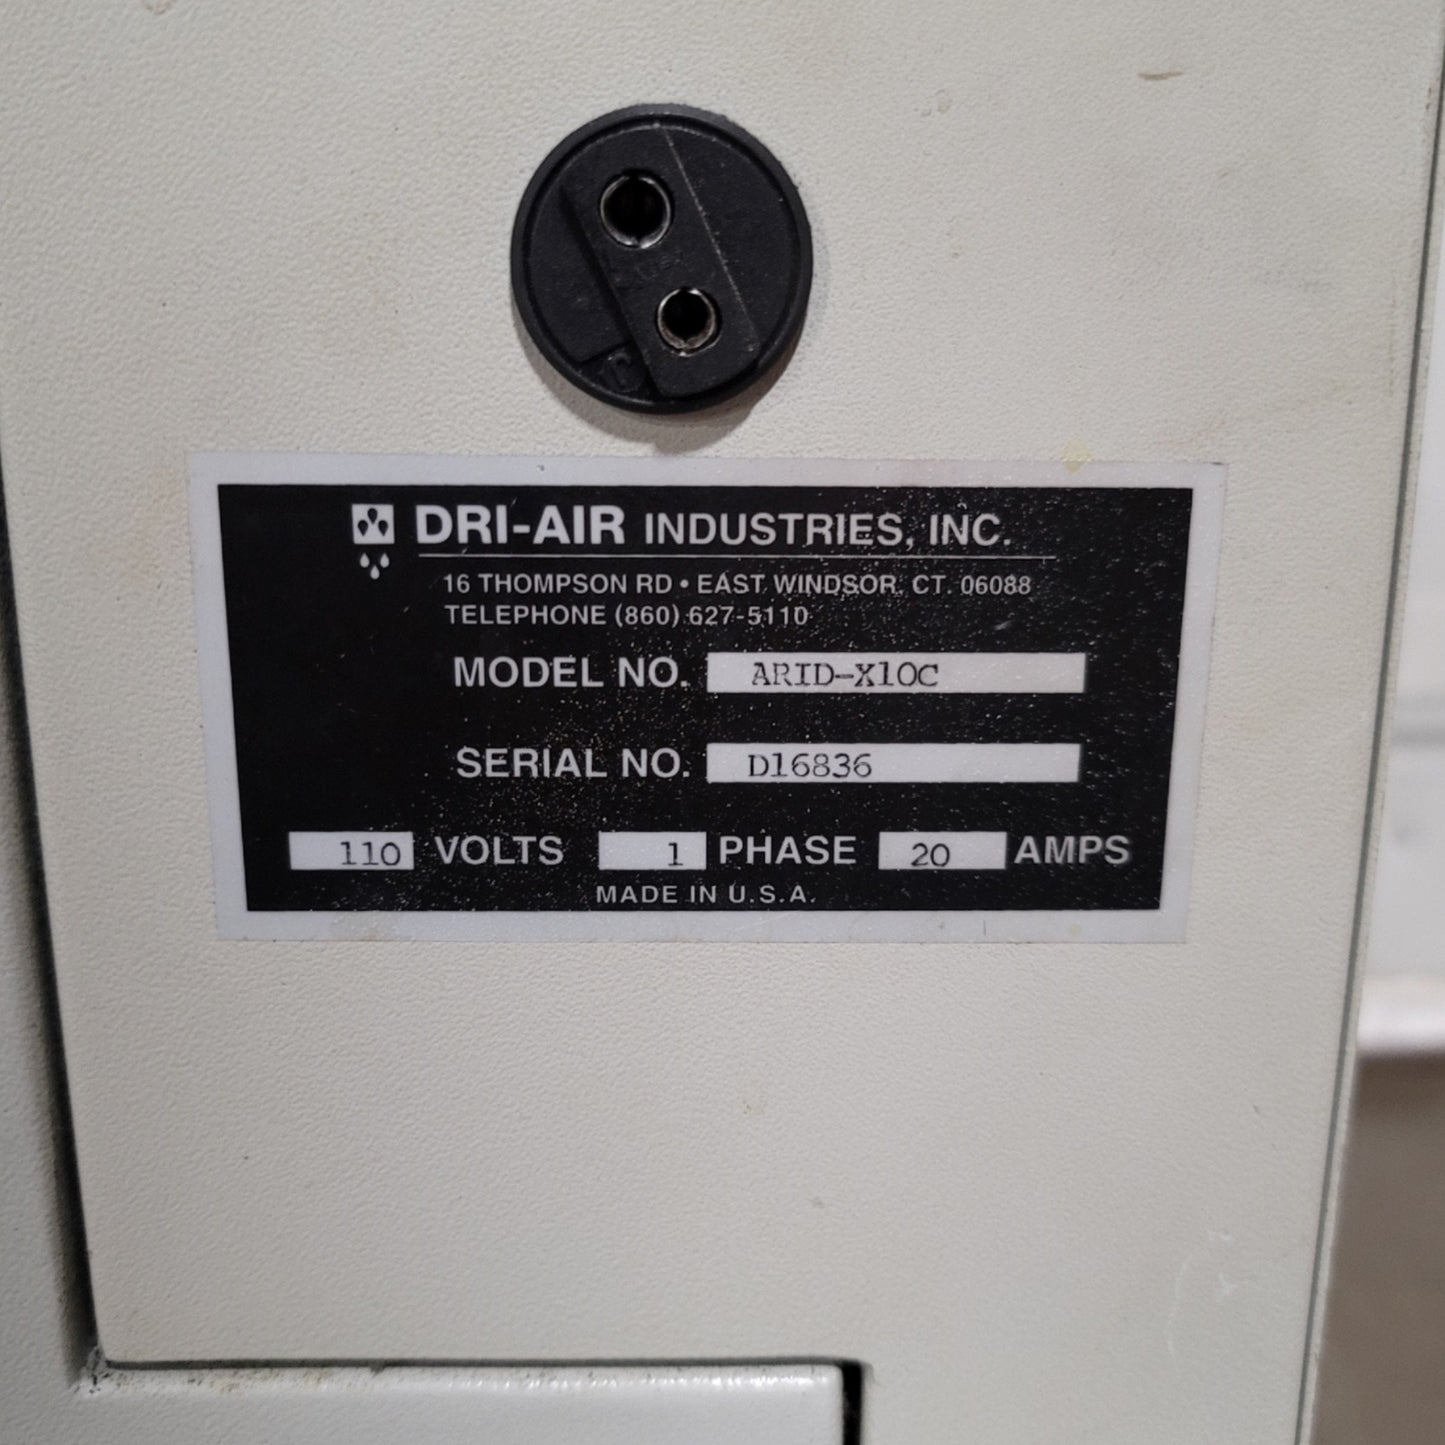 DRI-AIR INDUSTRIES, INC.
16 THOMPSON RD • EAST WINDSOR, CT. 06088
TELEPHONE (860) 627-5110
MODEL NO. ARID-X10C
SERIAL NO. D16836
110 VOLTS 1 PHASE 20 AMPS
MADE IN U.S.A.